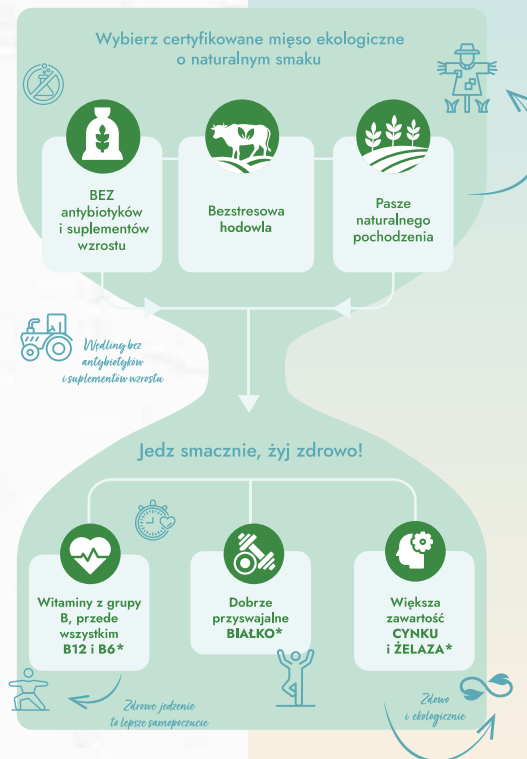 Wybierz certyfikowane mięso ekologiczne
o naturalnym smaku
BEZ
antybiotyków
i suplementów
wzrostu
Bezstresowa
hodowla
Pasze
naturalnego
pochodzenia
Wędliny bez
antybiotyków
i suplementów wzrostu
Jedz smacznie, żyj zdrowo!
Witaminy z grupy
B, przede
wszystkim
B12 i B6*
Dobrze
przyswajalne
BIAŁKO*
Większa
zawartość
CYNKU
i ŻELAZA*
Zdrowe jedzenie
to lepsze samopoczucie
Zdowo
i ekologicznie